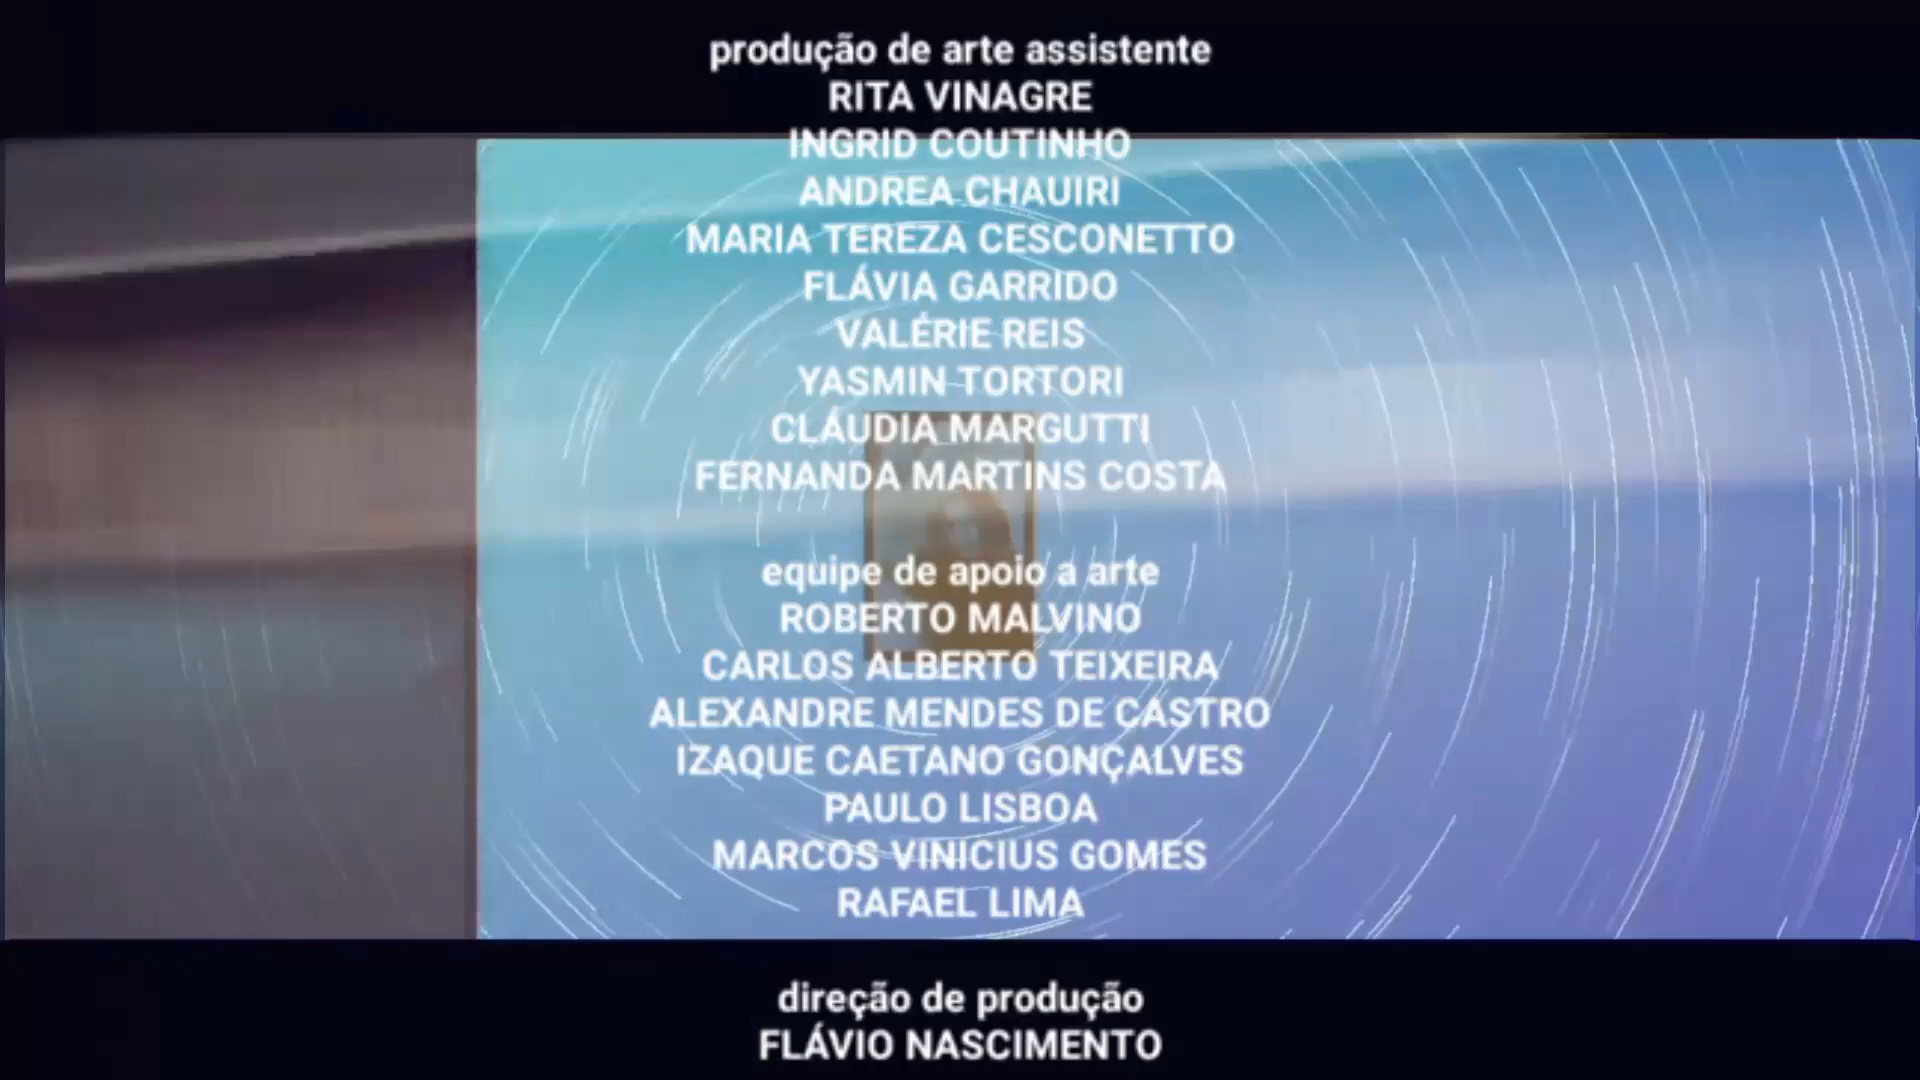 produção de arte assistente
RITA VINAGRE
INGRID COUTINHO
ANDREA CHAUIRI
MARIA TEREZA CESCONETTO
FLÁVIA GARRIDO
VALÉRIE REIS
YASMIN TORTORI
CLÁUDIA MARGUTTI
FERNANDA MARTINS COSTA
equipe de apoio a arte
ROBERTO MALVINO
CARLOS ALBERTO TEIXEIRA
ALEXANDRE MENDES DE CASTRO
IZAQUE CAETANO GONÇALVES
PAULO LISBOA
MARCOS VINICIUS GOMES
RAFAEL LIMA
direção de produção
FLÁVIO NASCIMENTO